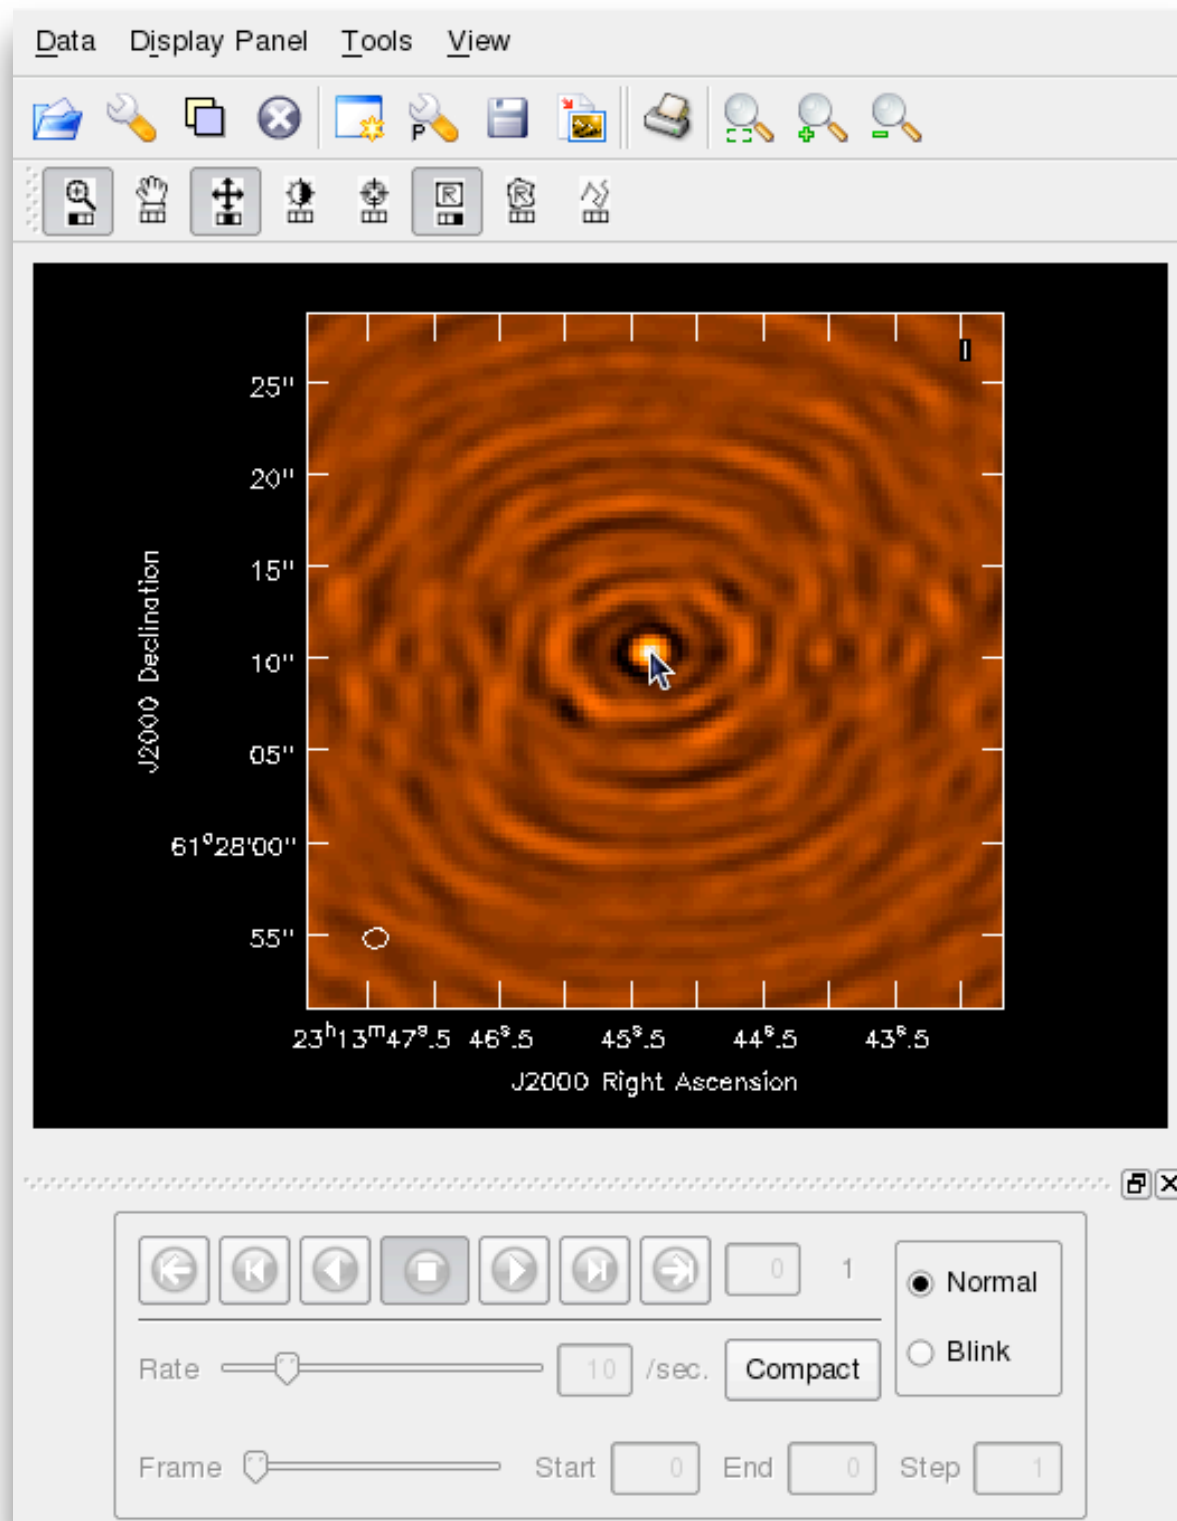 Data Display Panel Tools View
P
R R
I
25"
20"
15"
10"
05"
61°28'00"
55"
J2000 Declination
23ʰ13ᵐ47ˢ.5 46ˢ.5 45ˢ.5 44ˢ.5 43ˢ.5
J2000 Right Ascension
0 1 Normal
Rate 10 /sec. Compact Blink
Frame Start 0 End 0 Step 1